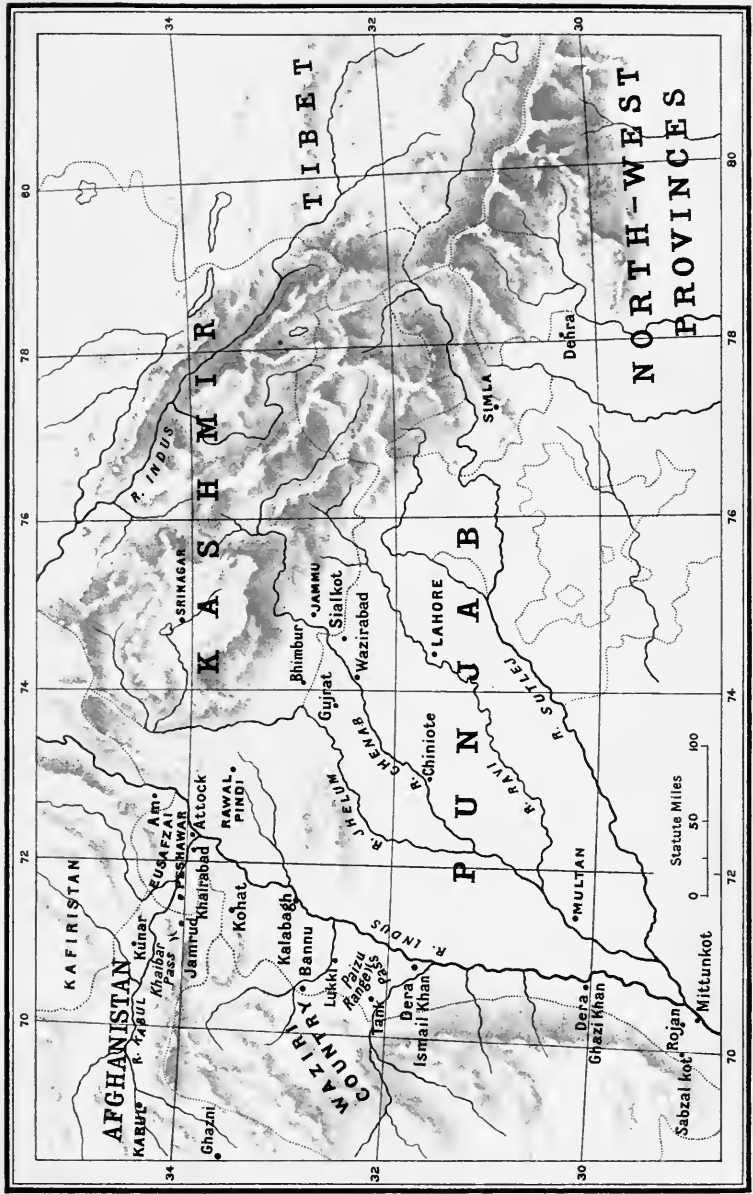 34
32
30
80
78
76
74
72
70
80
78
76
74
72
70
34
32
30
AFGHANISTAN
KAFIRISTAN
KASHMIR
TIBET
PUNJAB
NORTH-WEST
PROVINCES
WAZIRI
COUNTRY
KABUL
R. KABUL
Ghazni
Kunar
Khaibar
Pass
Jamrud
EUSAFZAI
Am
PESHAWAR
Khairabad
Attock
Kohat
RAWAL
PINDI
Kalabagh
Bannu
Lukki
Paizu
Range
Pass
Tank
Dera
Ismail Khan
R. INDUS
Dera
Ghazi Khan
Rojan
Sabzal kot
Mittunkot
MULTAN
R. INDUS
SRINAGAR
Bhimbur
JAMMU
Sialkot
Gujrat
Wazirabad
R. JHELUM
R. CHENAB
Chiniote
LAHORE
R. RAVI
R. SUTLEJ
SIMLA
Dehra
Statute Miles
0 50 100